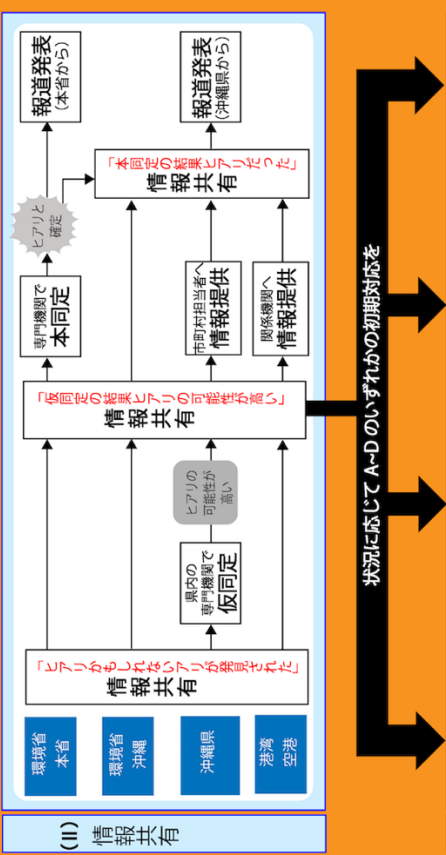 (II)
情報
共有
環境省
本省
環境省
沖縄
沖縄県
港湾
空港
「ヒアリかもしれないアリが発見された」
情報共有
県内の
専門機関で
仮同定
ヒアリの
可能性が
高い
「仮同定の結果ヒアリの可能性が高い」
情報共有
専門機関で
本同定
市町村担当者へ
情報提供
関係機関へ
情報提供
ヒアリと
確定
「本同定の結果ヒアリだった」
情報共有
報道発表
(本省から)
報道発表
(沖縄県から)
状況に応じて A~D のいずれかの初期対応を